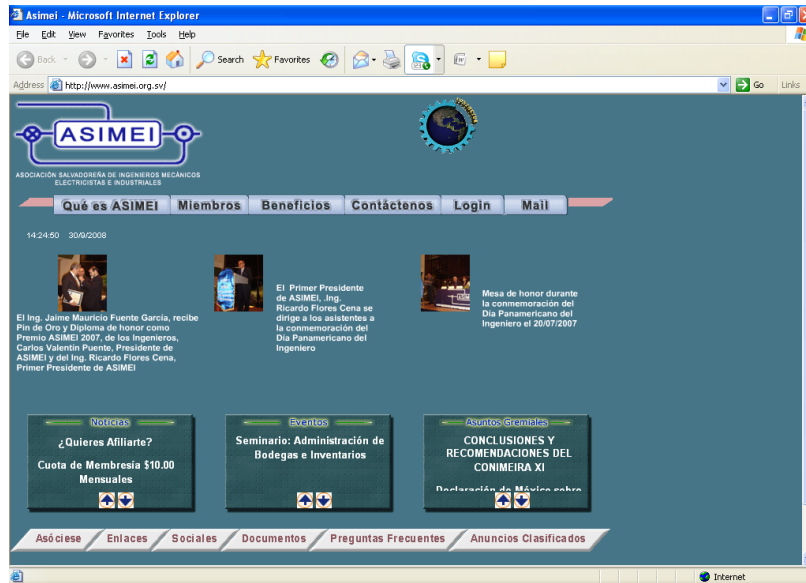 Asimei - Microsoft Internet Explorer
File Edit View Favorites Tools Help
Back Search Favorites
Address http://www.asimei.org.sv/ Go Links
ASIMEI
ASOCIACIÓN SALVADOREÑA DE INGENIEROS MECÁNICOS
ELECTRICISTAS E INDUSTRIALES
Qué es ASIMEI Miembros Beneficios Contáctenos Login Mail
14:24:50 30/9/2008
El Ing. Jaime Mauricio Fuente García, recibe
Pin de Oro y Diploma de honor como
Premio ASIMEI 2007, de los Ingenieros,
Carlos Valentín Puente, Presidente de
ASIMEI y del Ing. Ricardo Flores Cena,
Primer Presidente de ASIMEI
El Primer Presidente
de ASIMEI, .Ing.
Ricardo Flores Cena se
dirige a los asistentes a
la conmemoración del
Día Panamericano del
Ingeniero
Mesa de honor durante
la conmemoración del
Día Panamericano del
Ingeniero el 20/07/2007
Noticias
¿Quieres Afiliarte?
Cuota de Membresía $10.00
Mensuales
Eventos
Seminario: Administración de
Bodegas e Inventarios
Asuntos Gremiales
CONCLUSIONES Y
RECOMENDACIONES DEL
CONIMEIRA XI
Declaración de México sobre
Asóciese Enlaces Sociales Documentos Preguntas Frecuentes Anuncios Clasificados
Internet